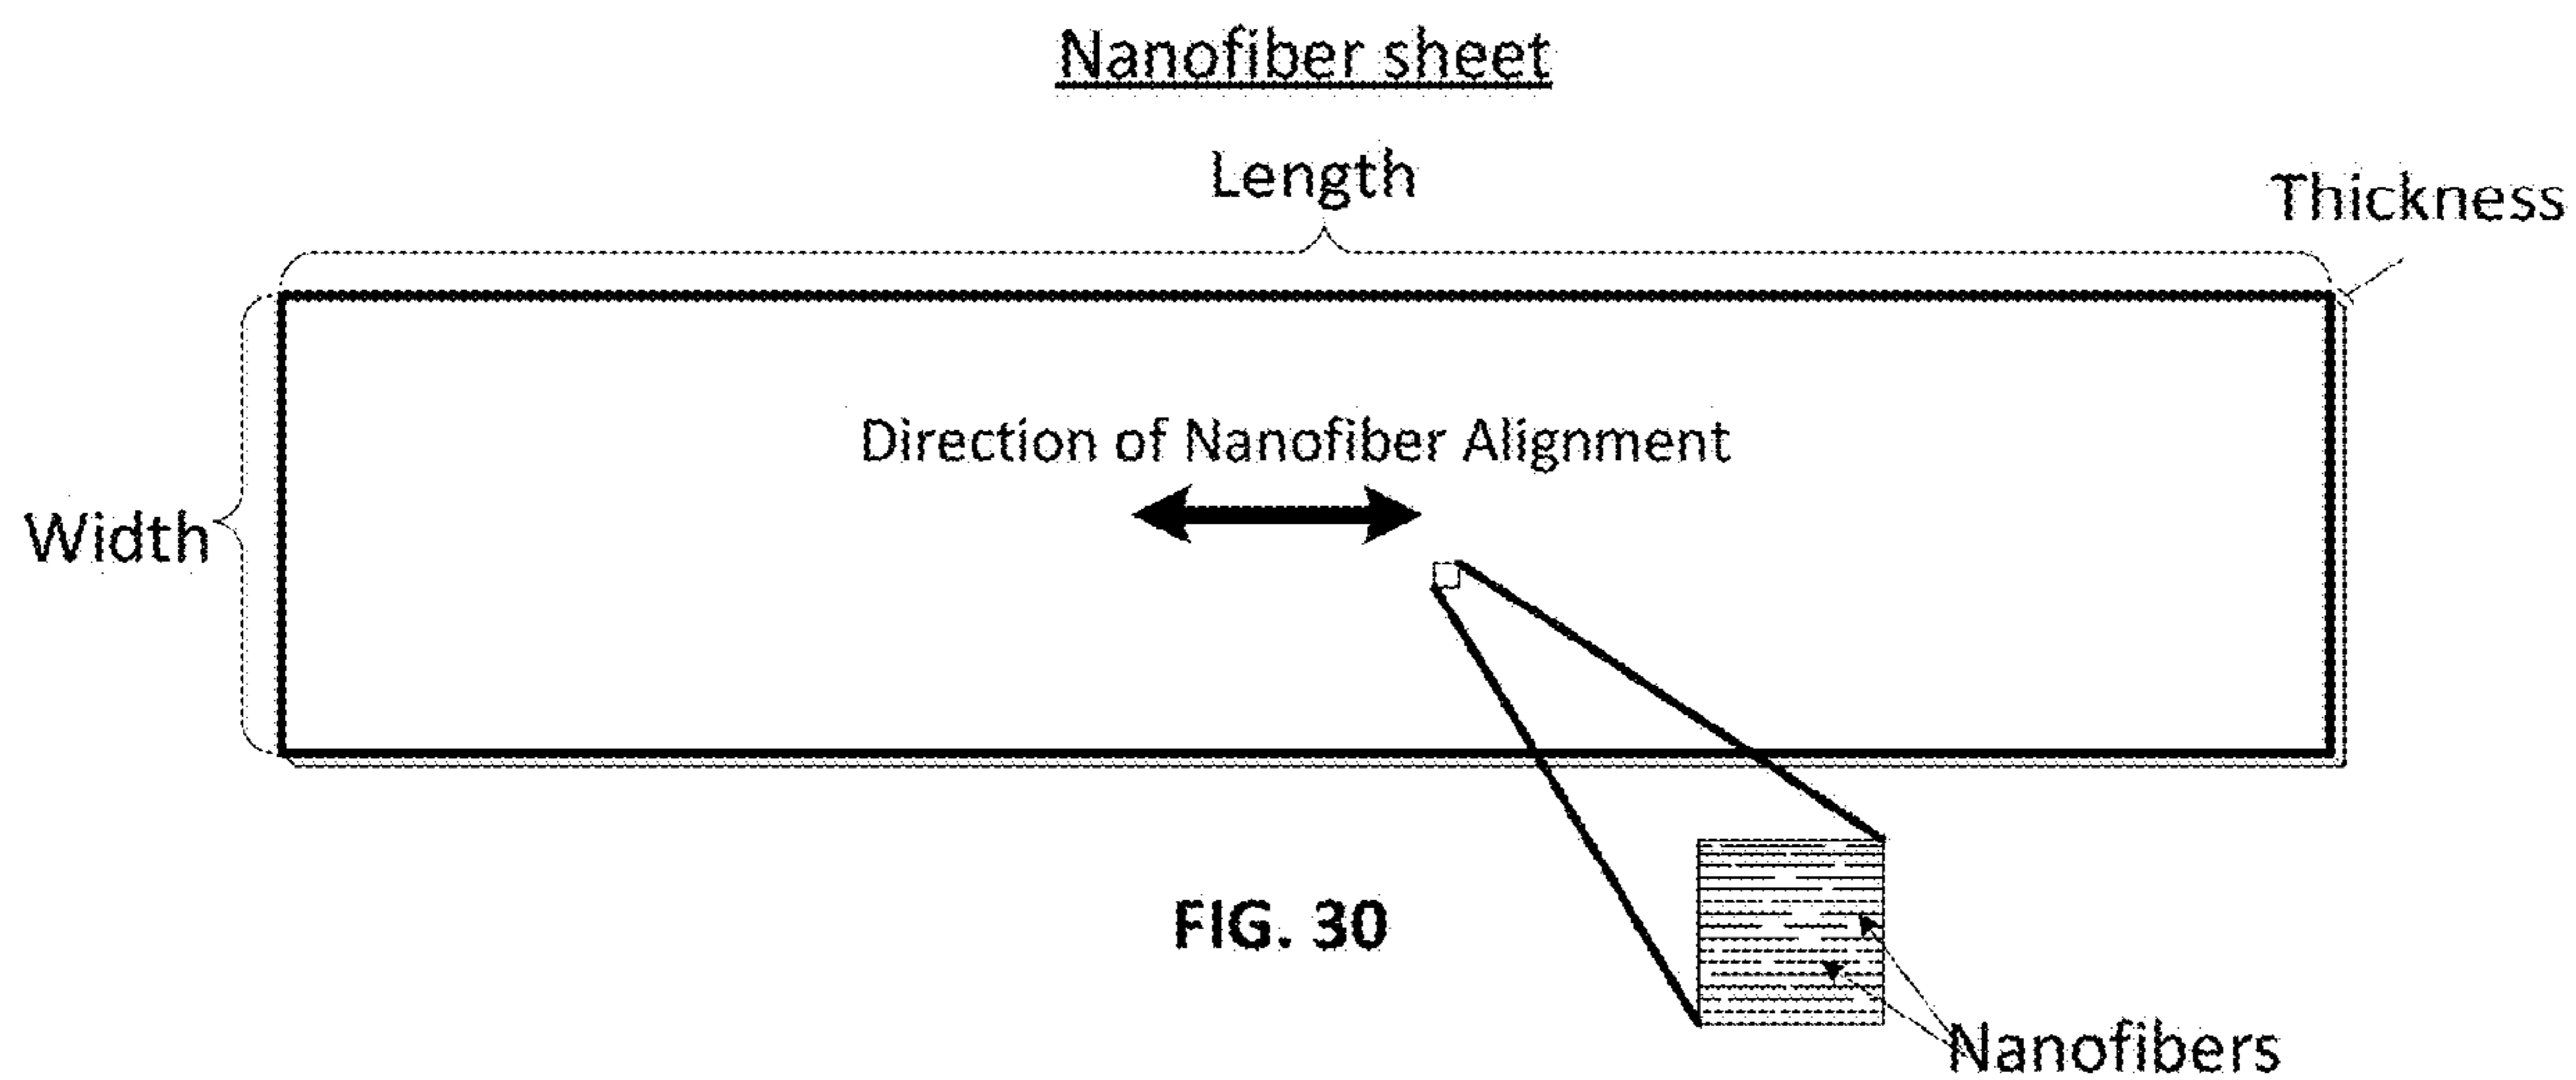 Nanofiber sheet
Length
Thickness
Direction of Nanofiber Alignment
Width
FIG. 30
Nanofibers